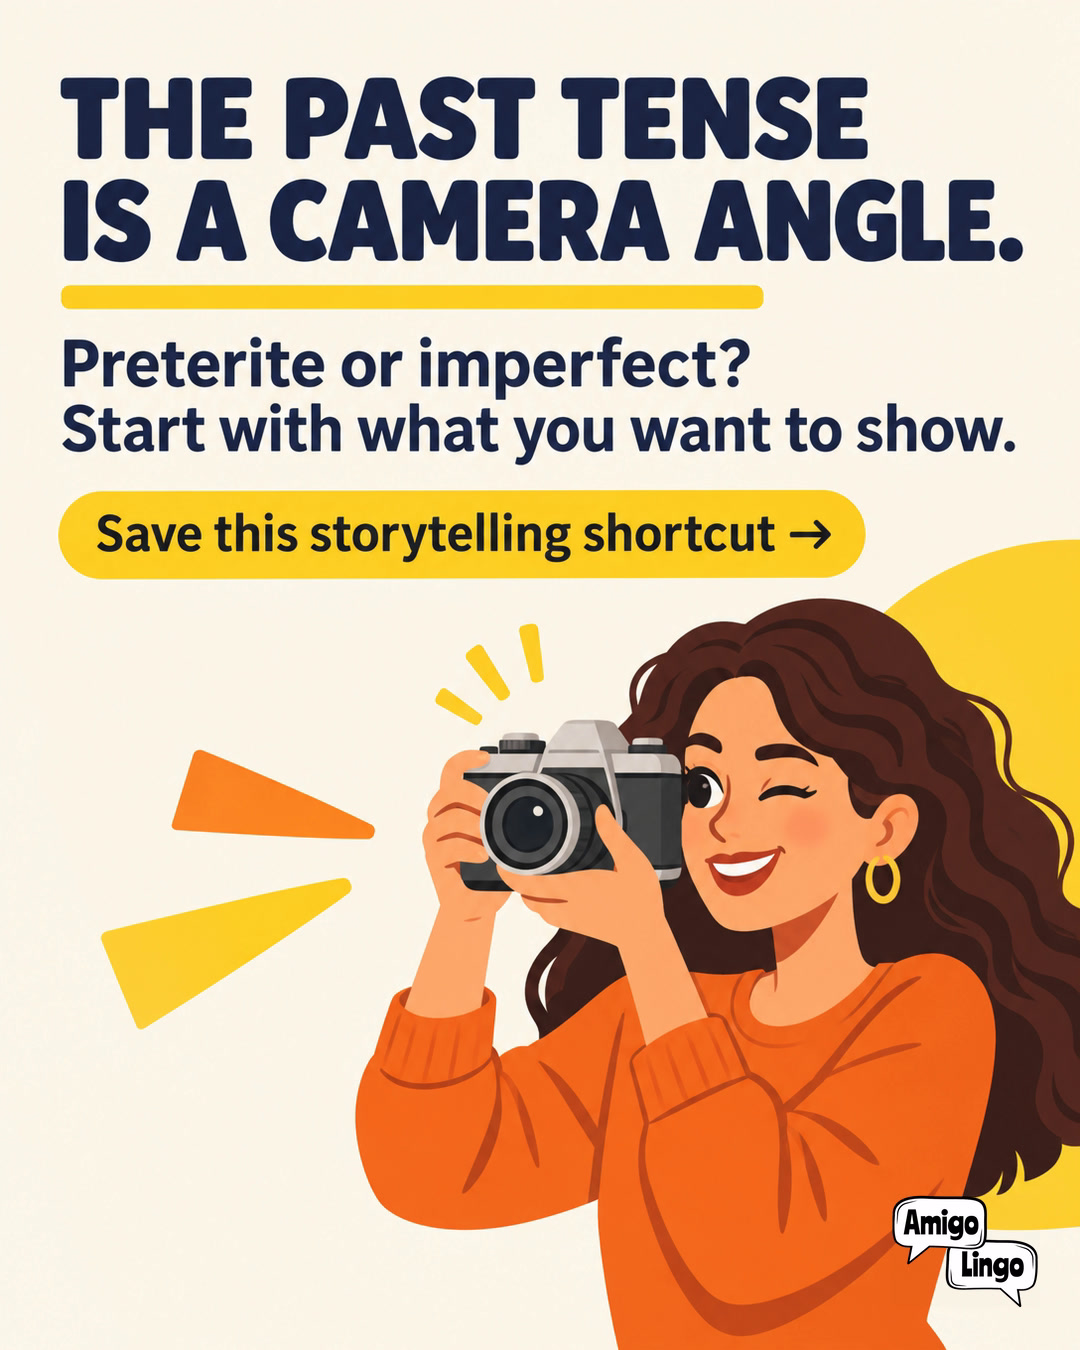 THE PAST TENSE
IS A CAMERA ANGLE.
Preterite or imperfect?
Start with what you want to show.
Save this storytelling shortcut →
Amigo
Lingo